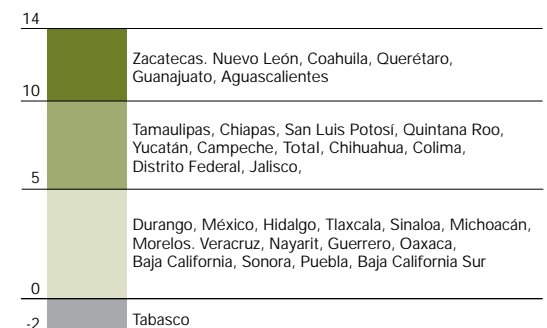 14
Zacatecas. Nuevo León, Coahuila, Querétaro,
Guanajuato, Aguascalientes
10
Tamaulipas, Chiapas, San Luis Potosí, Quintana Roo,
Yucatán, Campeche, Total, Chihuahua, Colima,
Distrito Federal, Jalisco,
5
Durango, México, Hidalgo, Tlaxcala, Sinaloa, Michoacán,
Morelos. Veracruz, Nayarit, Guerrero, Oaxaca,
Baja California, Sonora, Puebla, Baja California Sur
0
Tabasco
-2